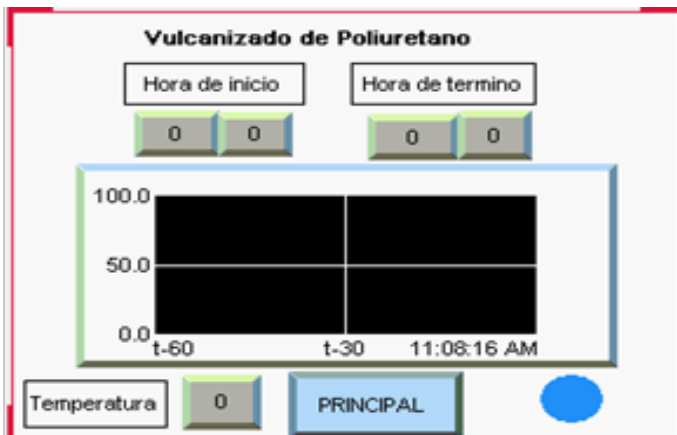 Vulcanizado de Poliuretano
Hora de inicio Hora de termino
0 0 0 0
100.0
50.0
0.0
t-60 t-30 11:08:16 AM
Temperatura 0 PRINCIPAL